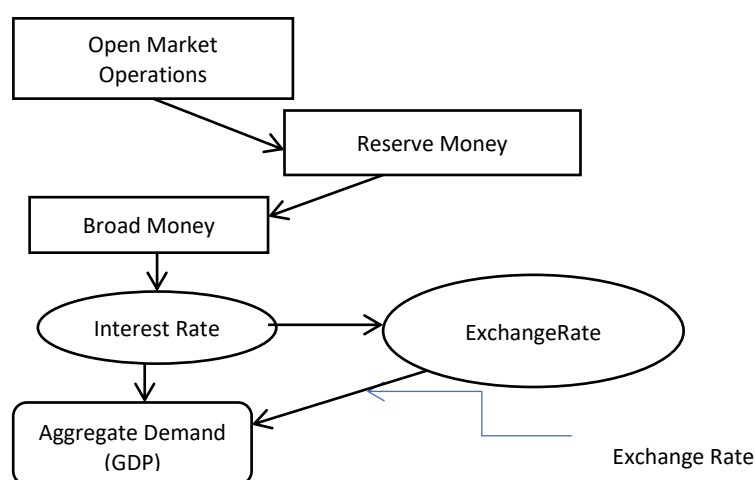 Open Market
Operations
Reserve Money
Broad Money
Interest Rate
ExchangeRate
Aggregate Demand
(GDP)
Exchange Rate